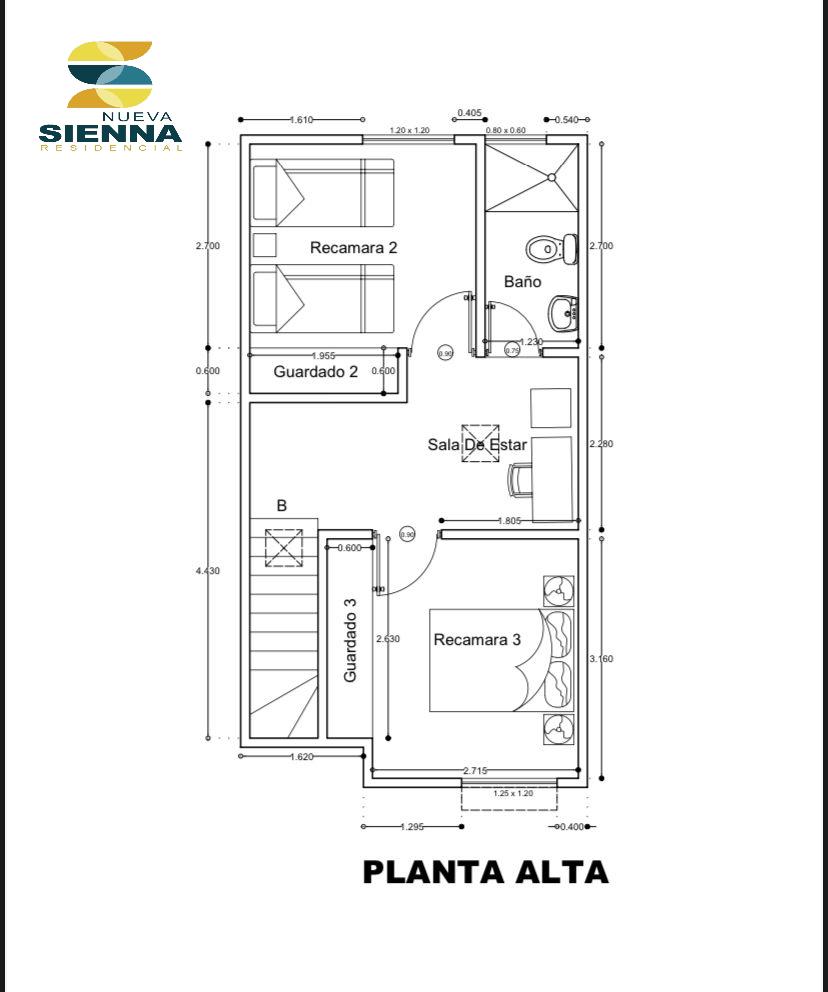 NUEVA
SIENNA
RESIDENCIAL
1.610
0.405
0.540
1.20 x 1.20
0.80 x 0.60
2.700
Recamara 2
2.700
Baño
1.230
0.90
0.75
1.955
0.600
Guardado 2
0.600
Sala De Estar
2.280
B
1.805
0.90
0.600
4.430
Guardado 3
2.630
Recamara 3
3.160
1.620
2.715
1.25 x 1.20
1.295
0.400
PLANTA ALTA